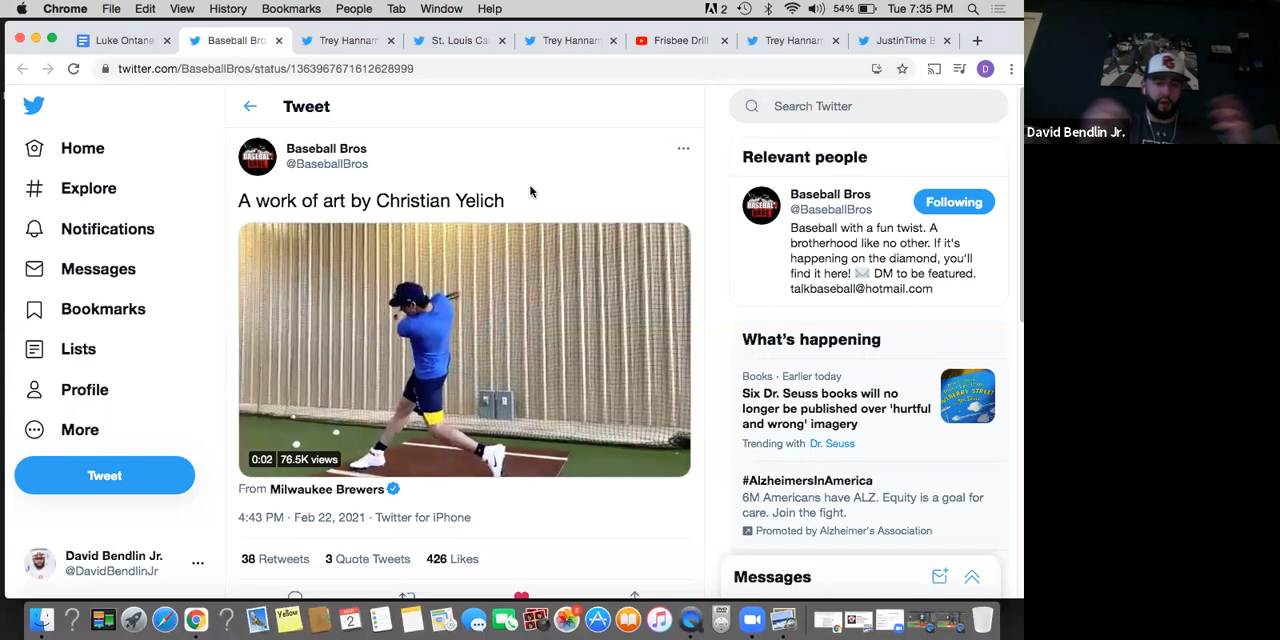 Chrome File Edit View History Bookmarks People Tab Window Help
2 54% Tue 7:35 PM
Luke Ontane Baseball Bro Trey Hannam St. Louis Ca Trey Hannam Frisbee Drill Trey Hannam JustinTime B
twitter.com/BaseballBros/status/1363967671612628999
D
Home
Explore
Notifications
Messages
Bookmarks
Lists
Profile
More
Tweet
David Bendlin Jr.
@DavidBendlinJr
Tweet
Baseball Bros
@BaseballBros
A work of art by Christian Yelich
0:02 76.5K views
From Milwaukee Brewers
4:43 PM · Feb 22, 2021 · Twitter for iPhone
38 Retweets 3 Quote Tweets 426 Likes
Search Twitter
Relevant people
Baseball Bros
@BaseballBros
Following
Baseball with a fun twist. A
brotherhood like no other. If it's
happening on the diamond, you'll
find it here! ✉ DM to be featured.
talkbaseball@hotmail.com
What's happening
Books · Earlier today
Six Dr. Seuss books will no
longer be published over 'hurtful
and wrong' imagery
Trending with Dr. Seuss
#AlzheimersInAmerica
6M Americans have ALZ. Equity is a goal for
care. Join the fight.
Promoted by Alzheimer's Association
Messages
David Bendlin Jr.
Yellow
2